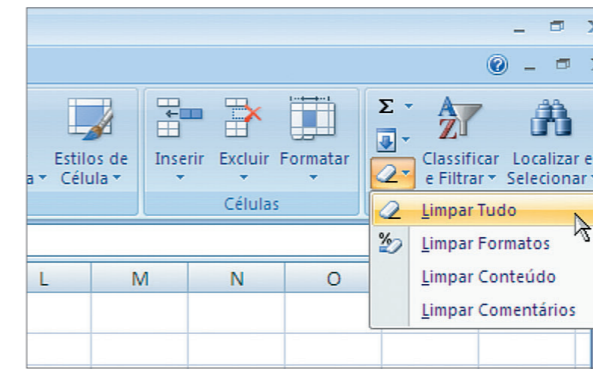 Estilos de
Célula
Inserir
Excluir
Formatar
Σ
Classificar
e Filtrar
Localizar e
Selecionar
Células
Limpar Tudo
Limpar Formatos
Limpar Conteúdo
Limpar Comentários
L M N O